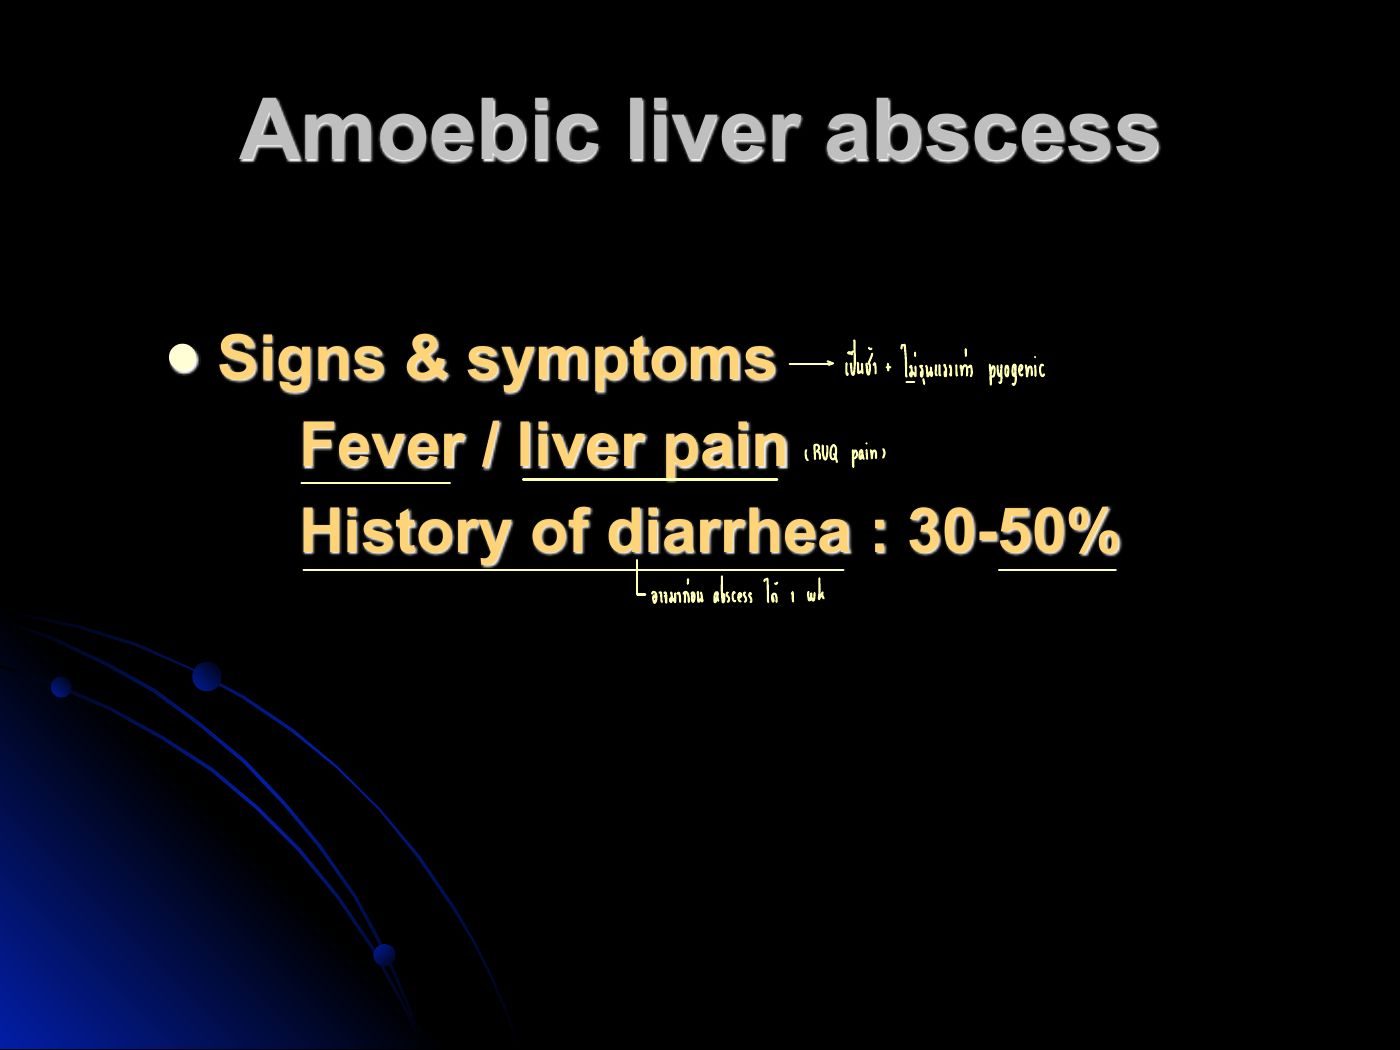 Amoebic liver abscess
Signs & symptoms → เป็นช้า + ไม่รุนแรงเท่า pyogenic
Fever / liver pain (RUQ pain)
History of diarrhea : 30-50%
อาจมาก่อน abscess ได้ 1 wk